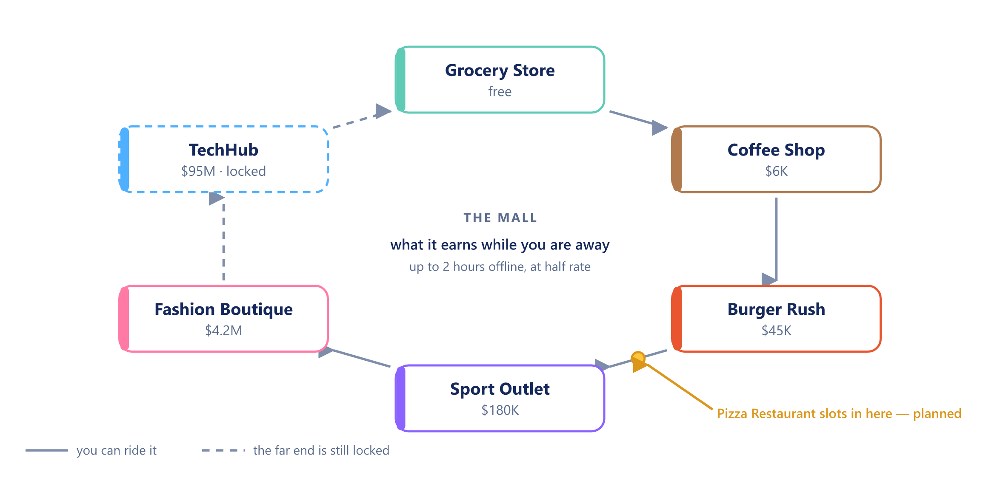 Grocery Store
free
TechHub
$95M · locked
Coffee Shop
$6K
THE MALL
what it earns while you are away
up to 2 hours offline, at half rate
Fashion Boutique
$4.2M
Burger Rush
$45K
Sport Outlet
$180K
Pizza Restaurant slots in here — planned
you can ride it
the far end is still locked